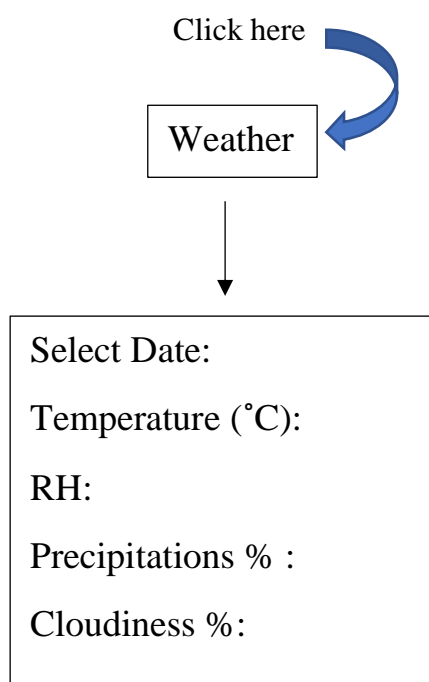 Click here
Weather
Select Date:
Temperature (˚C):
RH:
Precipitations % :
Cloudiness %: